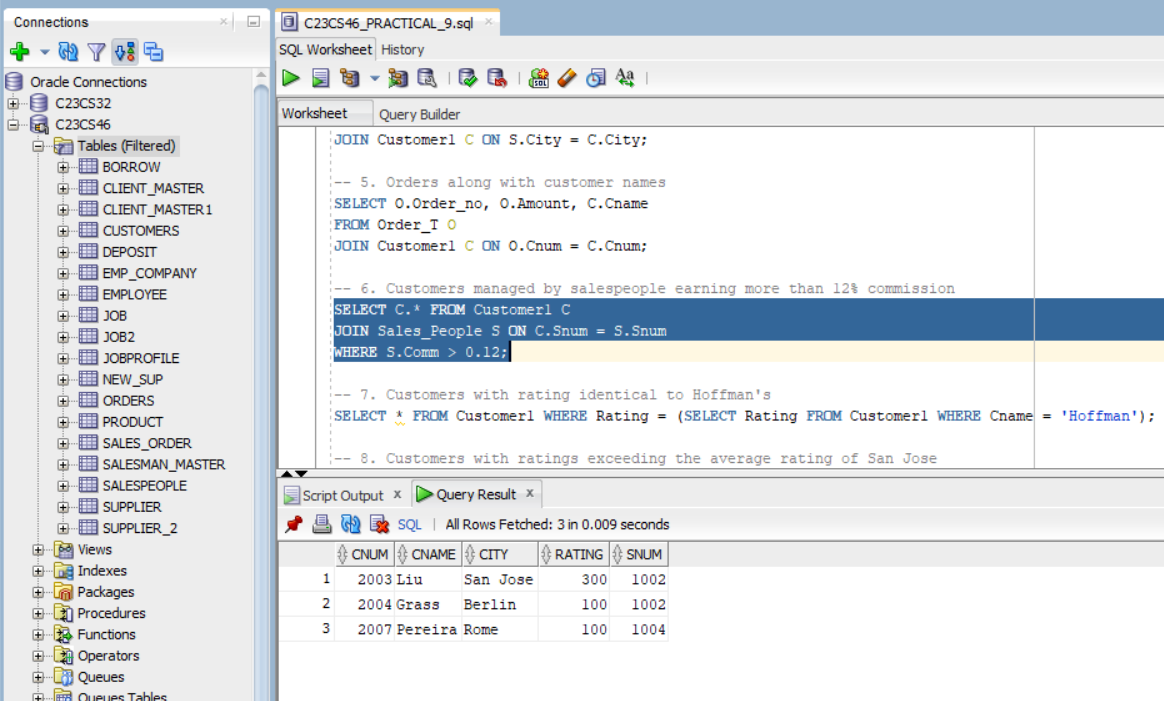 Connections
C23CS46_PRACTICAL_9.sql
SQL Worksheet History
Oracle Connections
C23CS32
C23CS46
Tables (Filtered)
BORROW
CLIENT_MASTER
CLIENT_MASTER1
CUSTOMERS
DEPOSIT
EMP_COMPANY
EMPLOYEE
JOB
JOB2
JOBPROFILE
NEW_SUP
ORDERS
PRODUCT
SALES_ORDER
SALESMAN_MASTER
SALESPEOPLE
SUPPLIER
SUPPLIER_2
Views
Indexes
Packages
Procedures
Functions
Operators
Queues
Queues Tables
SQL
Aa
Worksheet Query Builder
JOIN Customer1 C ON S.City = C.City;
-- 5. Orders along with customer names
SELECT O.Order_no, O.Amount, C.Cname
FROM Order_T O
JOIN Customer1 C ON O.Cnum = C.Cnum;
-- 6. Customers managed by salespeople earning more than 12% commission
SELECT C.* FROM Customer1 C
JOIN Sales_People S ON C.Snum = S.Snum
WHERE S.Comm > 0.12;
-- 7. Customers with rating identical to Hoffman's
SELECT * FROM Customer1 WHERE Rating = (SELECT Rating FROM Customer1 WHERE Cname = 'Hoffman');
-- 8. Customers with ratings exceeding the average rating of San Jose
Script Output x Query Result x
SQL | All Rows Fetched: 3 in 0.009 seconds
CNUM CNAME CITY RATING SNUM
1 2003 Liu San Jose 300 1002
2 2004 Grass Berlin 100 1002
3 2007 Pereira Rome 100 1004